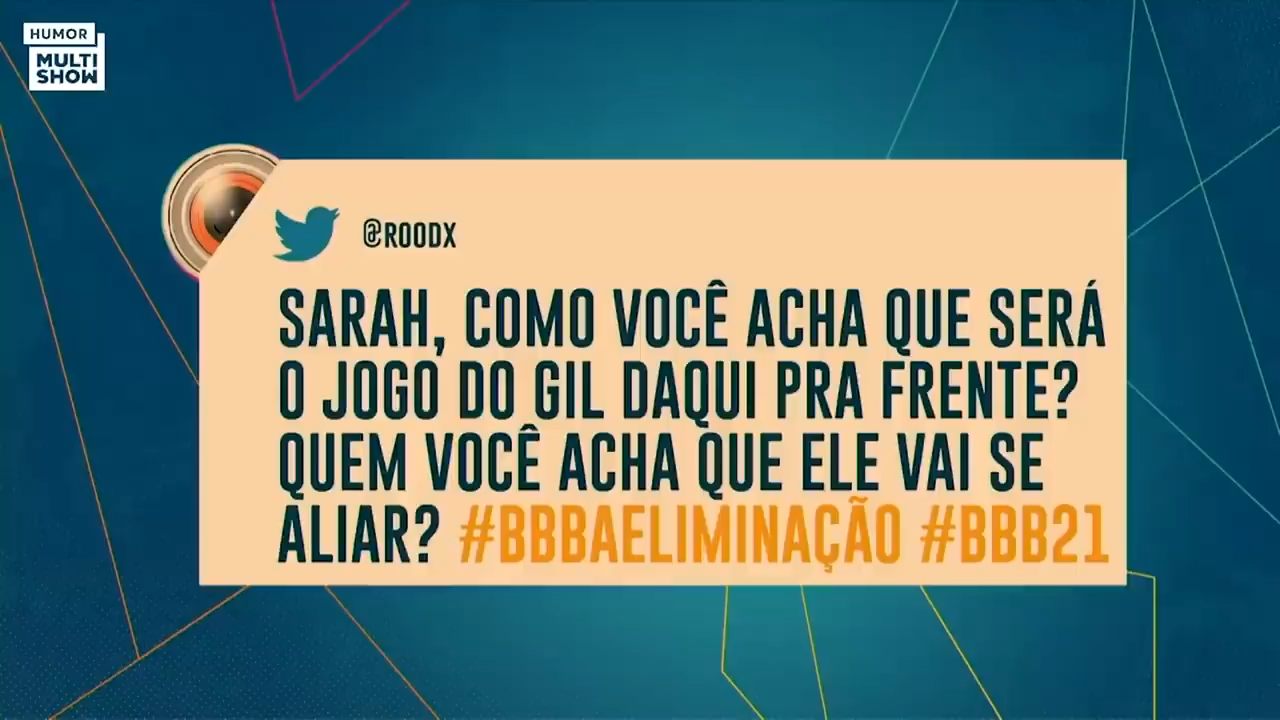 HUMOR
MULTI
SHOW
@ROODX
SARAH, COMO VOCÊ ACHA QUE SERÁ
O JOGO DO GIL DAQUI PRA FRENTE?
QUEM VOCÊ ACHA QUE ELE VAI SE
ALIAR? #BBBAELIMINAÇÃO #BBB21